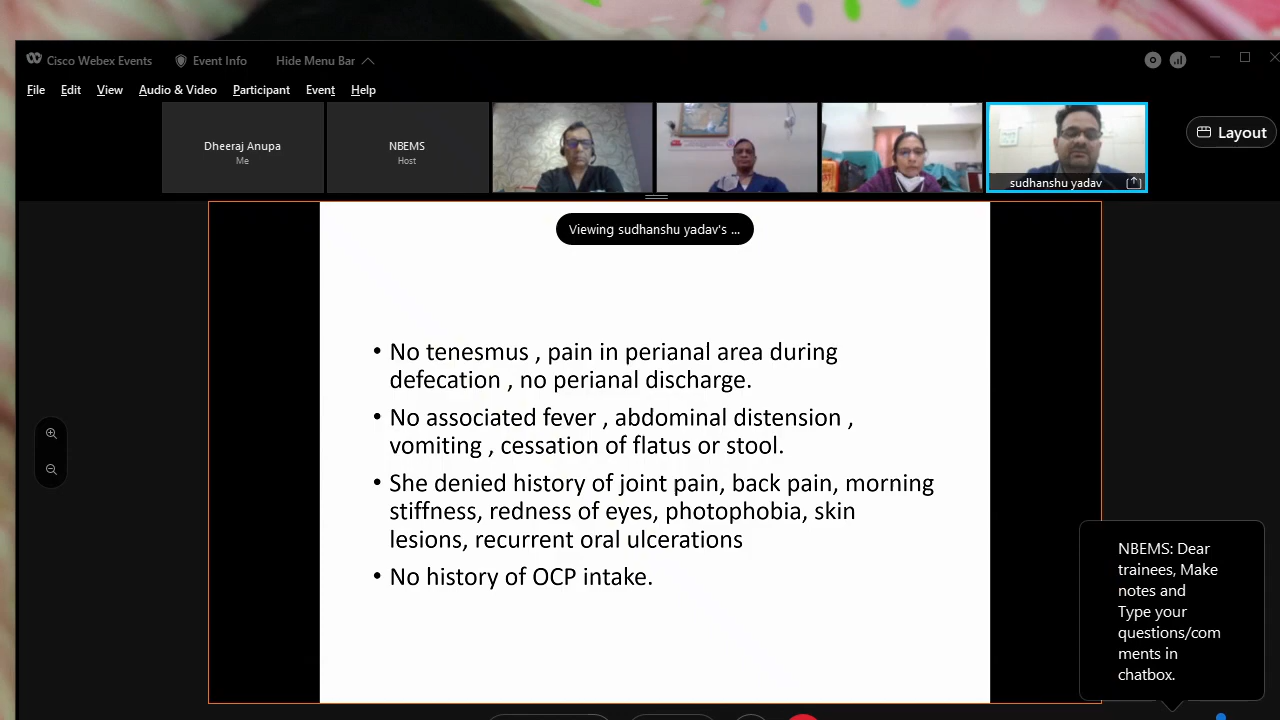 Cisco Webex Events
Event Info
Hide Menu Bar
File Edit View Audio & Video Participant Event Help
Dheeraj Anupa
Me
NBEMS
Host
sudhanshu yadav
Layout
Viewing sudhanshu yadav's ...
• No tenesmus , pain in perianal area during
defecation , no perianal discharge.
• No associated fever , abdominal distension ,
vomiting , cessation of flatus or stool.
• She denied history of joint pain, back pain, morning
stiffness, redness of eyes, photophobia, skin
lesions, recurrent oral ulcerations
• No history of OCP intake.
NBEMS: Dear
trainees, Make
notes and
Type your
questions/com
ments in
chatbox.